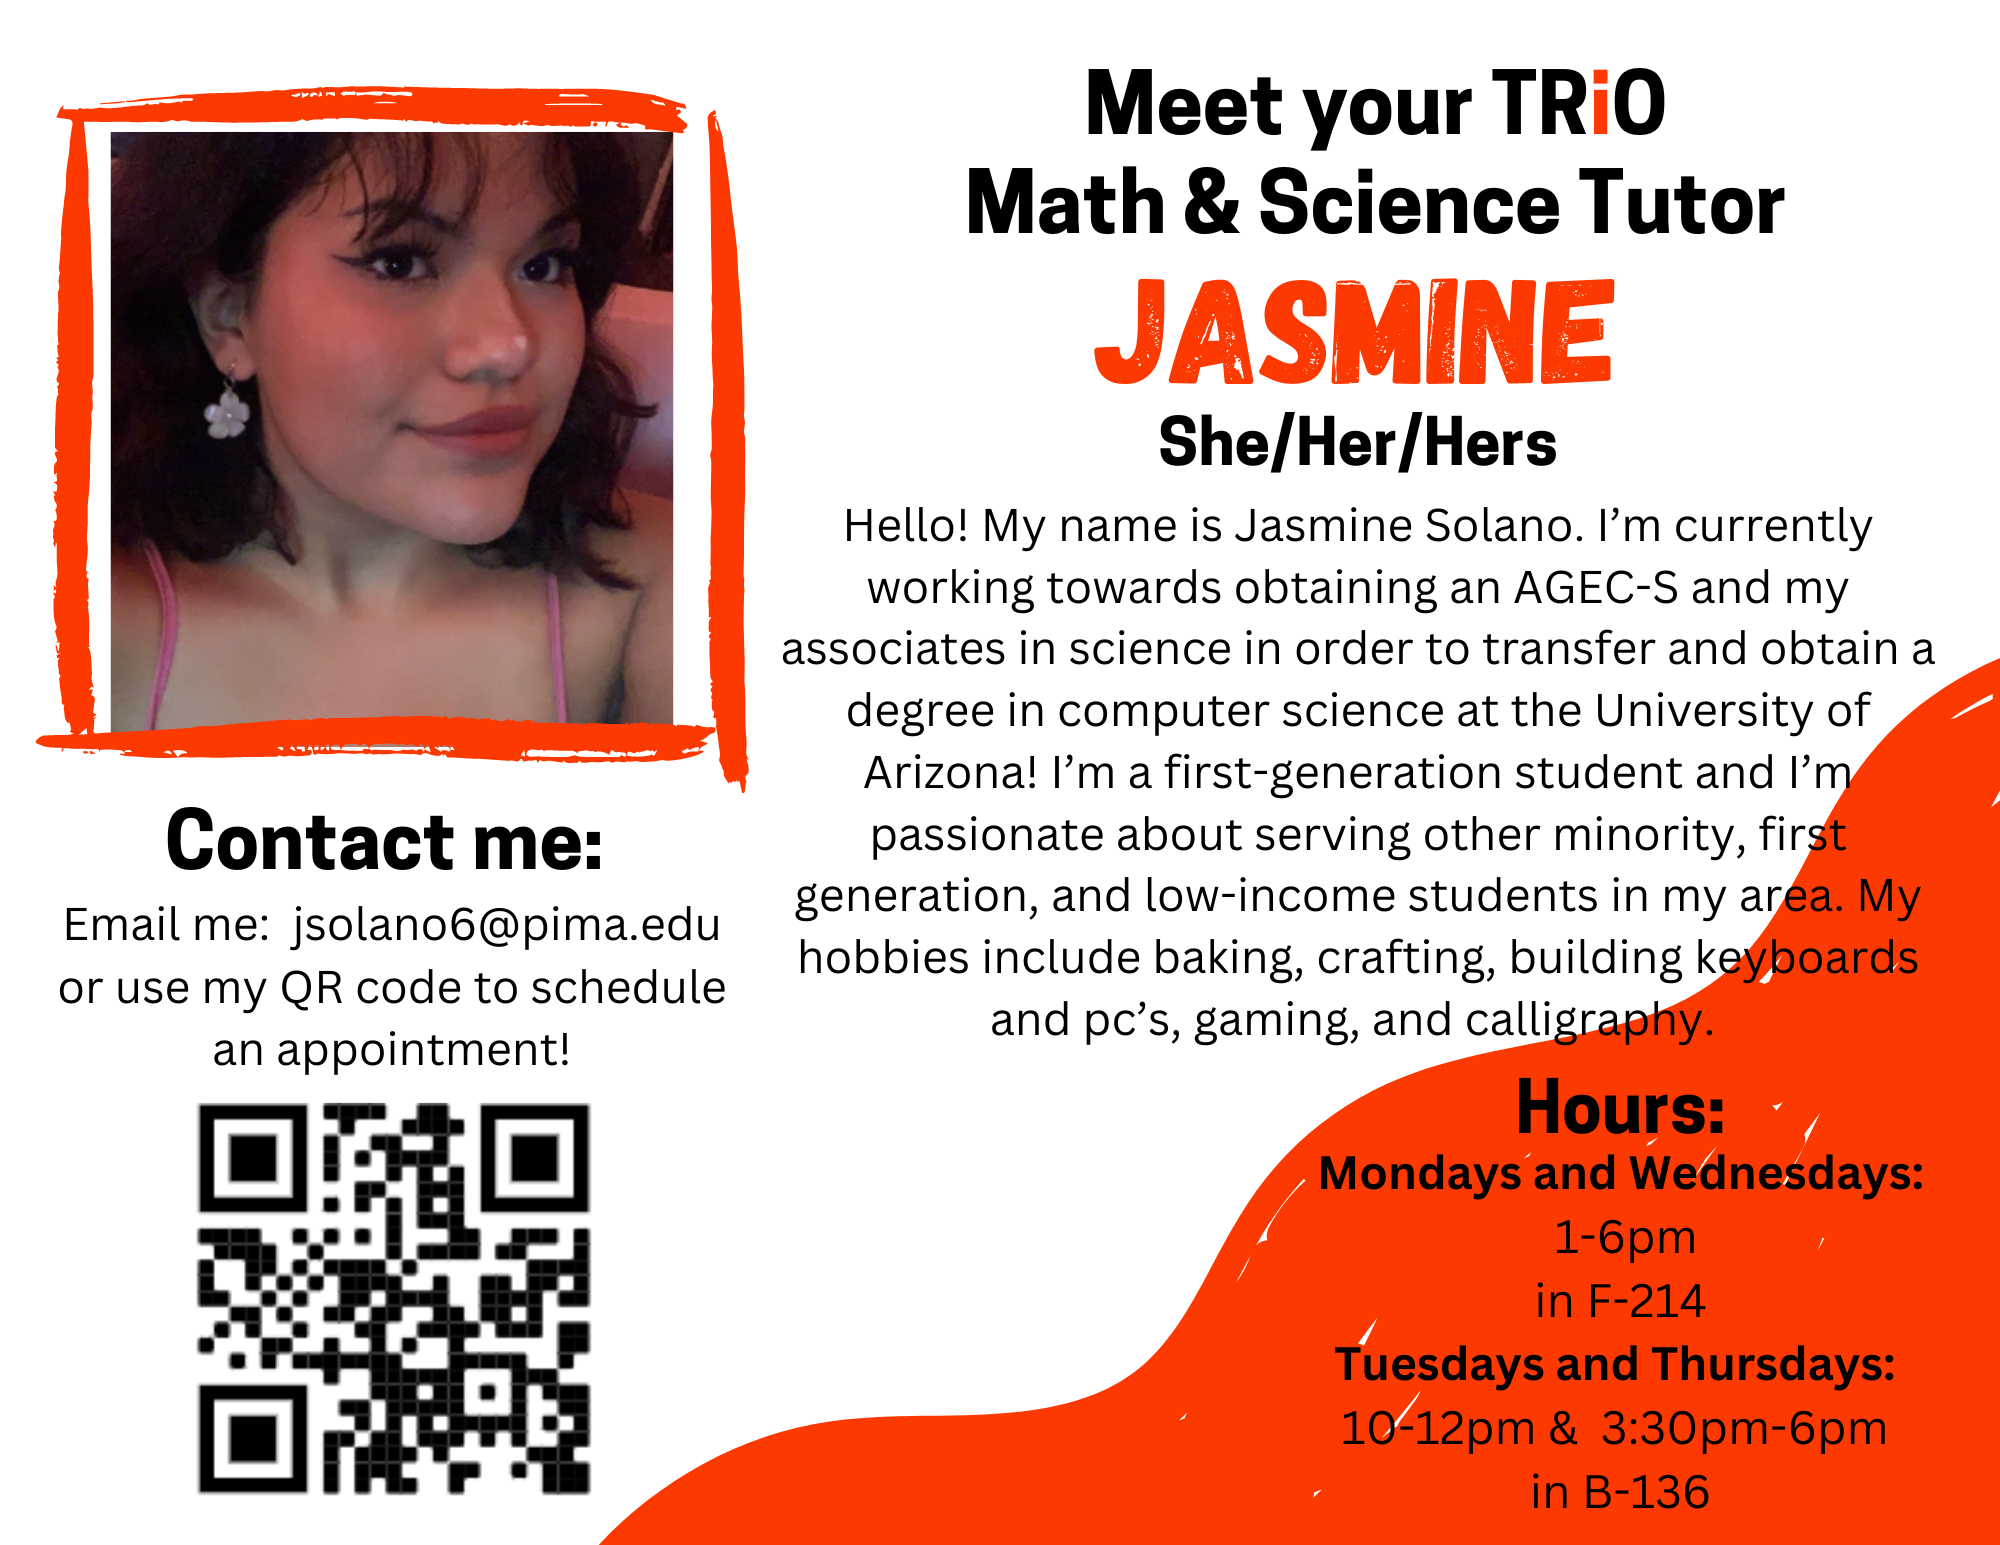 Meet your TRiO
Math & Science Tutor
JASMINE
She/Her/Hers
Hello! My name is Jasmine Solano. I’m currently
working towards obtaining an AGEC-S and my
associates in science in order to transfer and obtain a
degree in computer science at the University of
Arizona! I’m a first-generation student and I’m
passionate about serving other minority, first
generation, and low-income students in my area. My
hobbies include baking, crafting, building keyboards
and pc’s, gaming, and calligraphy.
Contact me:
Email me:  jsolano6@pima.edu
or use my QR code to schedule
an appointment!
Hours:
Mondays and Wednesdays:
1-6pm
in F-214
Tuesdays and Thursdays:
10-12pm &  3:30pm-6pm
in B-136